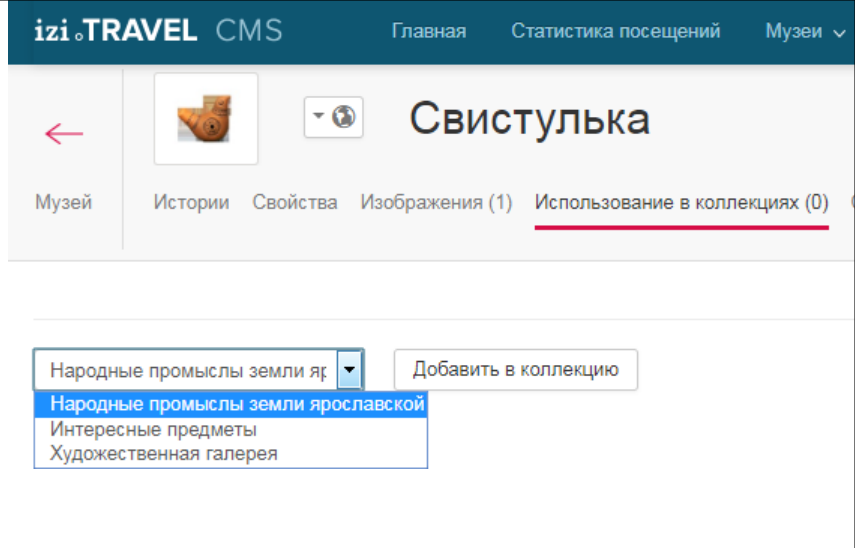 izi.TRAVEL CMS Главная Статистика посещений Музеи
Свистулька
Музей Истории Свойства Изображения (1) Использование в коллекциях (0)
Народные промыслы земли яр Добавить в коллекцию
Народные промыслы земли ярославской
Интересные предметы
Художественная галерея